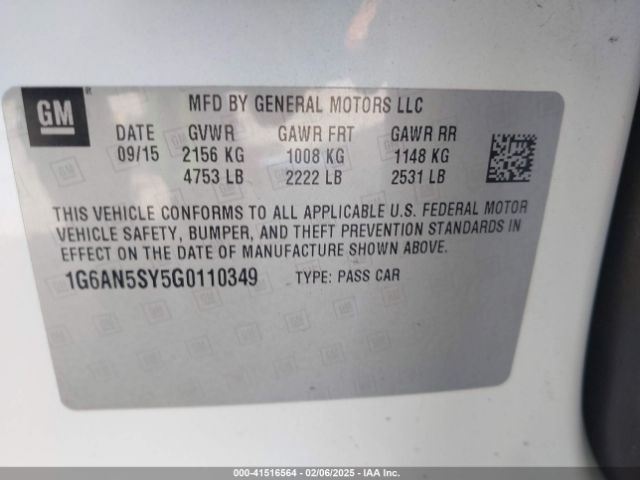 GM
®
MFD BY GENERAL MOTORS LLC
DATE GVWR GAWR FRT GAWR RR
09/15 2156 KG 1008 KG 1148 KG
4753 LB 2222 LB 2531 LB
THIS VEHICLE CONFORMS TO ALL APPLICABLE U.S. FEDERAL MOTOR
VEHICLE SAFETY, BUMPER, AND THEFT PREVENTION STANDARDS IN
EFFECT ON THE DATE OF MANUFACTURE SHOWN ABOVE.
1G6AN5SY5G0110349 TYPE: PASS CAR
000-41516564 — 02/06/2025 — IAAI.COM